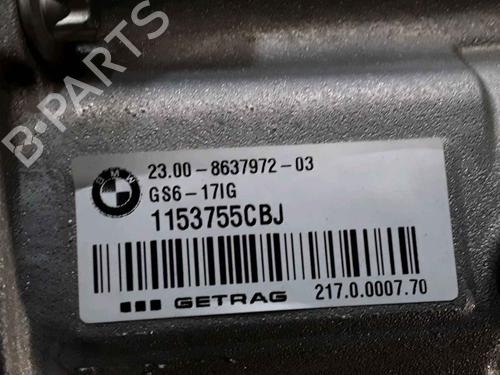 B-PARTS
BMW
23.00-8637972-03
GS6-17IG
1153755CBJ
GETRAG 217.0.0007.70